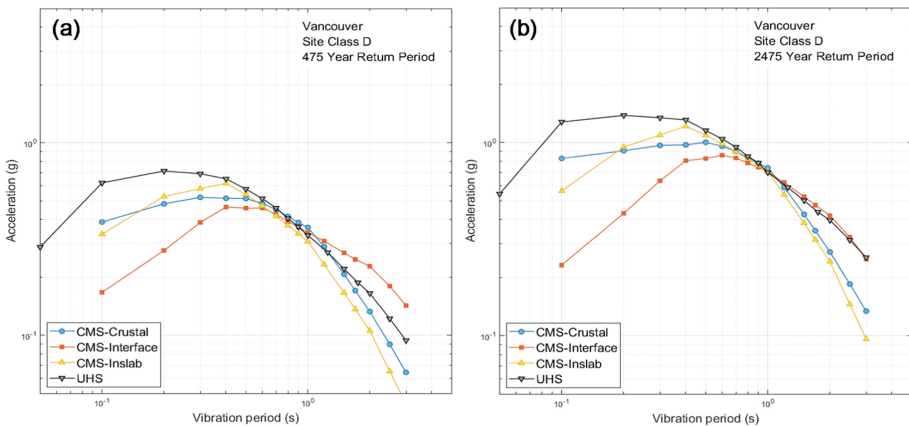 (a)
Vancouver
Site Class D
475 Year Return Period
Acceleration (g)
10⁰
10⁻¹
CMS-Crustal
CMS-Interface
CMS-Inslab
UHS
10⁻¹
10⁰
Vibration period (s)
(b)
Vancouver
Site Class D
2475 Year Return Period
Acceleration (g)
10⁰
10⁻¹
CMS-Crustal
CMS-Interface
CMS-Inslab
UHS
10⁻¹
10⁰
Vibration period (s)